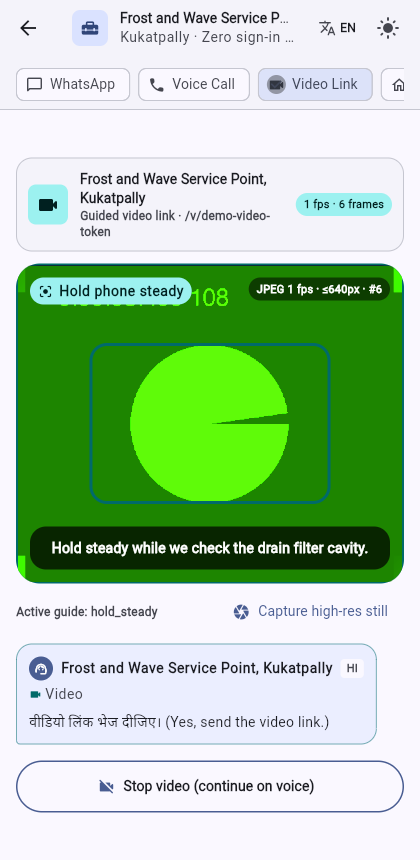 Frost and Wave Service P…
Kukatpally · Zero sign-in …
EN
WhatsApp
Voice Call
Video Link
Frost and Wave Service Point,
Kukatpally
Guided video link · /v/demo-video-
token
1 fps · 6 frames
Hold phone steady
108
JPEG 1 fps · ≤640px · #6
Hold steady while we check the drain filter cavity.
Active guide: hold_steady
Capture high-res still
Frost and Wave Service Point, Kukatpally
HI
Video
वीडियो लिंक भेज दीजिए। (Yes, send the video link.)
Stop video (continue on voice)